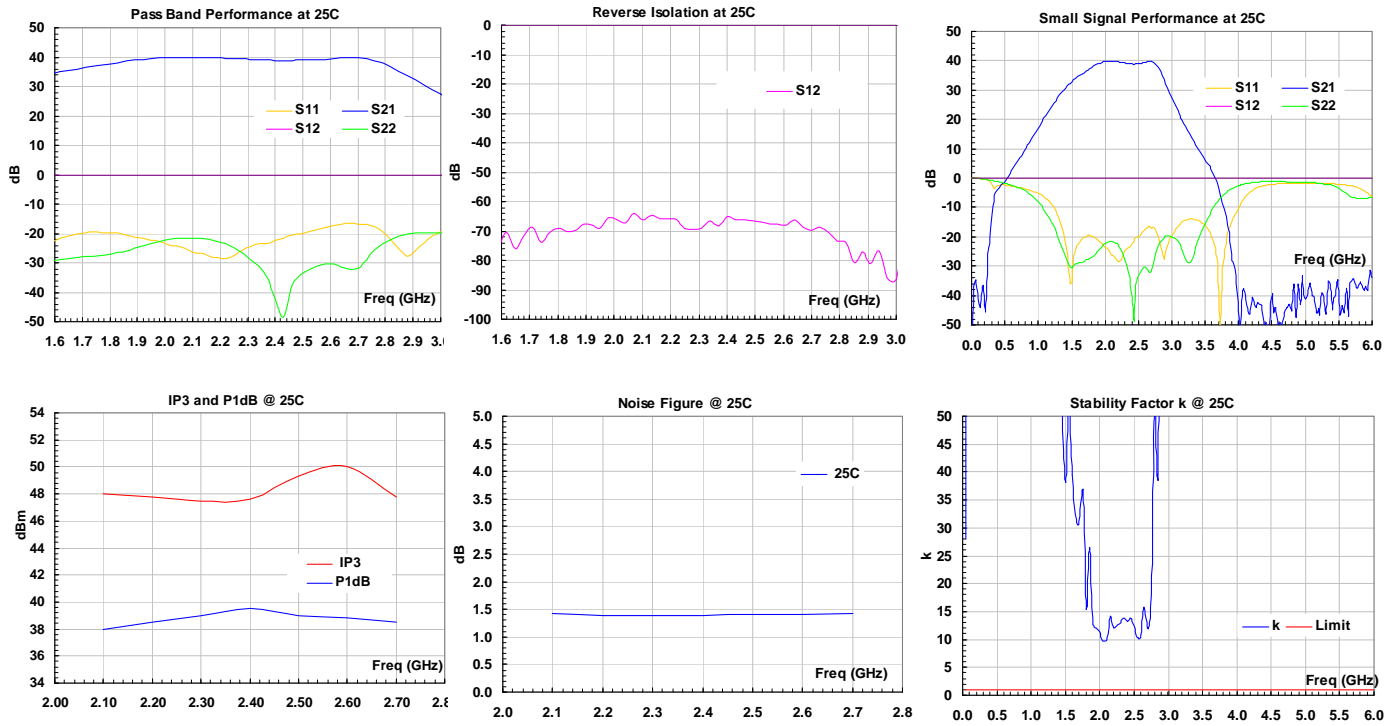 Pass Band Performance at 25C
50
40
30
20
10
0
-10
-20
-30
-40
-50
dB
S11
S21
S12
S22
Freq (GHz)
1.6 1.7 1.8 1.9 2.0 2.1 2.2 2.3 2.4 2.5 2.6 2.7 2.8 2.9 3.0
Reverse Isolation at 25C
0
-10
-20
-30
-40
-50
-60
-70
-80
-90
-100
dB
S12
Freq (GHz)
1.6 1.7 1.8 1.9 2.0 2.1 2.2 2.3 2.4 2.5 2.6 2.7 2.8 2.9 3.0
Small Signal Performance at 25C
50
40
30
20
10
0
-10
-20
-30
-40
-50
dB
S11
S21
S12
S22
Freq (GHz)
0.0 0.5 1.0 1.5 2.0 2.5 3.0 3.5 4.0 4.5 5.0 5.5 6.0
IP3 and P1dB @ 25C
54
52
50
48
46
44
42
40
38
36
34
dBm
IP3
P1dB
Freq (GHz)
2.00 2.10 2.20 2.30 2.40 2.50 2.60 2.70 2.80
Noise Figure @ 25C
5.0
4.5
4.0
3.5
3.0
2.5
2.0
1.5
1.0
0.5
0.0
dB
25C
Freq (GHz)
2.0 2.1 2.2 2.3 2.4 2.5 2.6 2.7 2.8
Stability Factor k @ 25C
50
45
40
35
30
25
20
15
10
5
0
k
k
Limit
Freq (GHz)
0.0 0.5 1.0 1.5 2.0 2.5 3.0 3.5 4.0 4.5 5.0 5.5 6.0